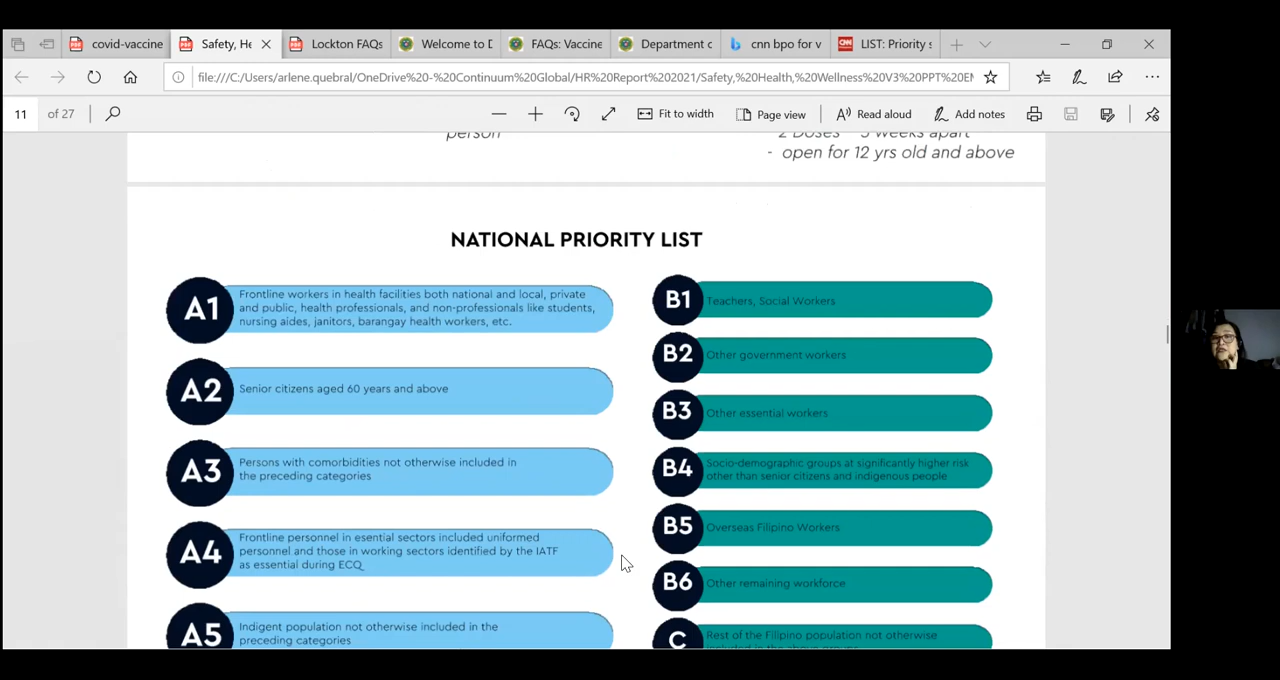 covid-vaccine
Safety, He
Lockton FAQs
Welcome to D
FAQs: Vaccine
Department c
cnn bpo for v
LIST: Priority s
file:///C:/Users/arlene.quebral/OneDrive%20-%20Continuum%20Global/HR%20Report%202021/Safety,%20Health,%20Wellness%20V3%20PPT%20EN
11 of 27
Fit to width
Page view
Read aloud
Add notes
person
2 Doses
weeks apart
- open for 12 yrs old and above
NATIONAL PRIORITY LIST
A1
Frontline workers in health facilities both national and local, private
and public, health professionals, and non-professionals like students,
nursing aides, janitors, barangay health workers, etc.
A2
Senior citizens aged 60 years and above
A3
Persons with comorbidities not otherwise included in
the preceding categories
A4
Frontline personnel in esential sectors included uniformed
personnel and those in working sectors identified by the IATF
as essential during ECQ
A5
Indigent population not otherwise included in the
preceding categories
B1
Teachers, Social Workers
B2
Other government workers
B3
Other essential workers
B4
Socio-demographic groups at significantly higher risk
other than senior citizens and indigenous people
B5
Overseas Filipino Workers
B6
Other remaining workforce
C
Rest of the Filipino population not otherwise
included in the above groups